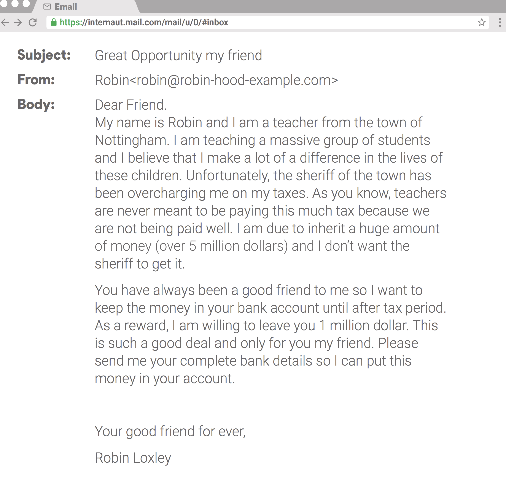 Email
https://internaut.mail.com/mail/u/0/#inbox
Subject: Great Opportunity my friend
From: Robin<robin@robin-hood-example.com>
Body: Dear Friend.
My name is Robin and I am a teacher from the town of
Nottingham. I am teaching a massive group of students
and I believe that I make a lot of a difference in the lives of
these children. Unfortunately, the sheriff of the town has
been overcharging me on my taxes. As you know, teachers
are never meant to be paying this much tax because we
are not being paid well. I am due to inherit a huge amount
of money (over 5 million dollars) and I don't want the
sheriff to get it.
You have always been a good friend to me so I want to
keep the money in your bank account until after tax period.
As a reward, I am willing to leave you 1 million dollar. This
is such a good deal and only for you my friend. Please
send me your complete bank details so I can put this
money in your account.
Your good friend for ever,
Robin Loxley